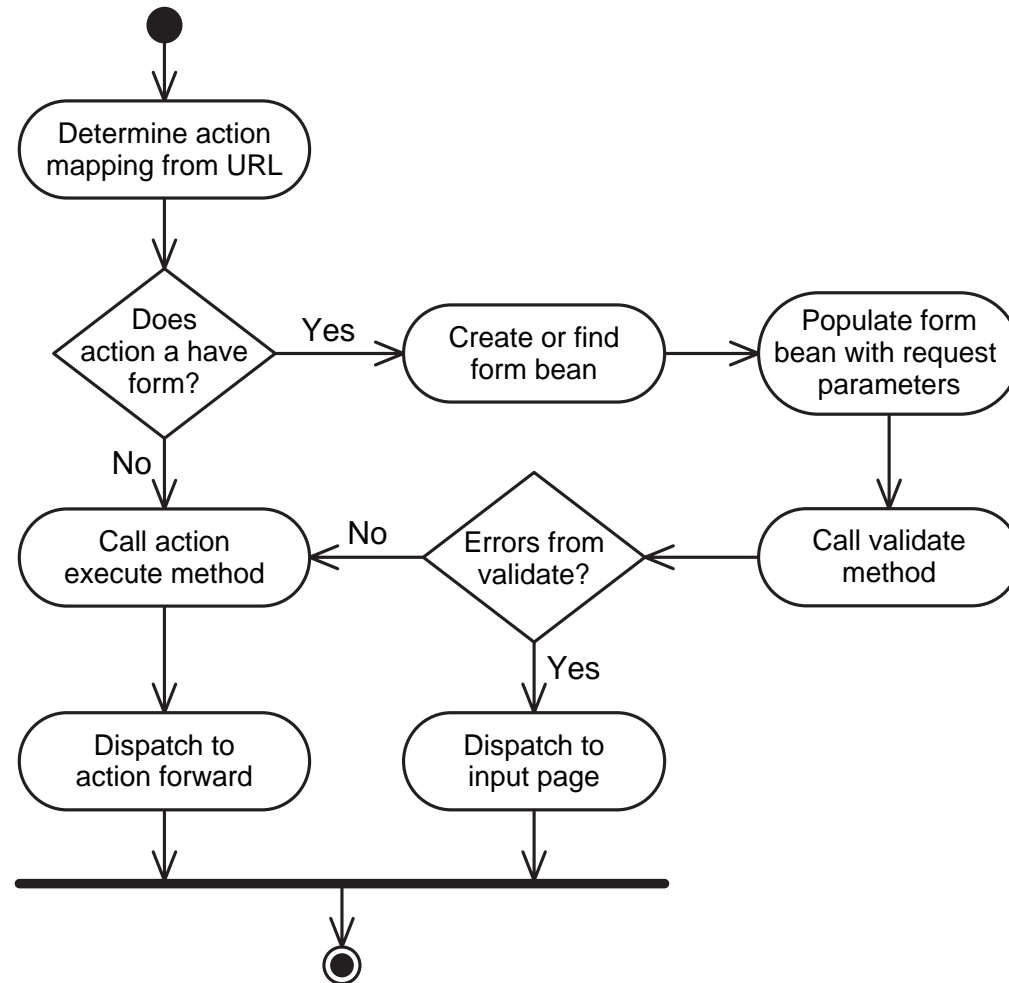 Determine action
mapping from URL
Does
action a have
form?
Yes
Create or find
form bean
Populate form
bean with request
parameters
No
Call action
execute method
No
Errors from
validate?
Call validate
method
Yes
Dispatch to
action forward
Dispatch to
input page